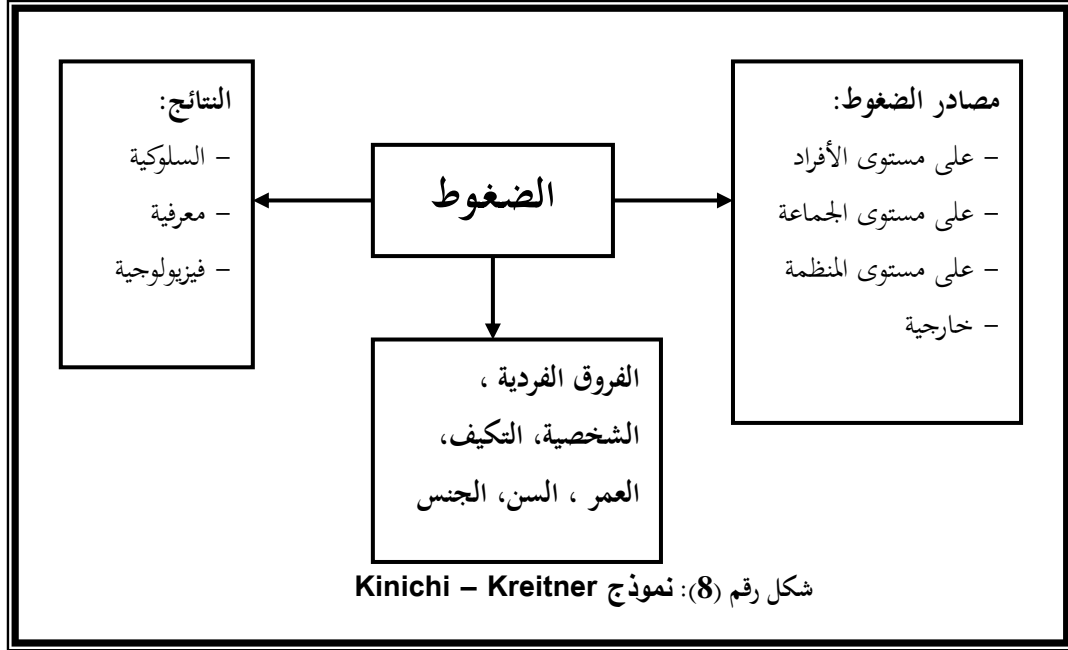 مصادر الضغوط:
– على مستوى الأفراد
– على مستوى الجماعة
– على مستوى المنظمة
– خارجية
الضغوط
النتائج:
– السلوكية
– معرفية
– فيزيولوجية
الفروق الفردية ،
الشخصية، التكيف،
العمر ، السن، الجنس
شكل رقم (8): نموذج Kinichi – Kreitner